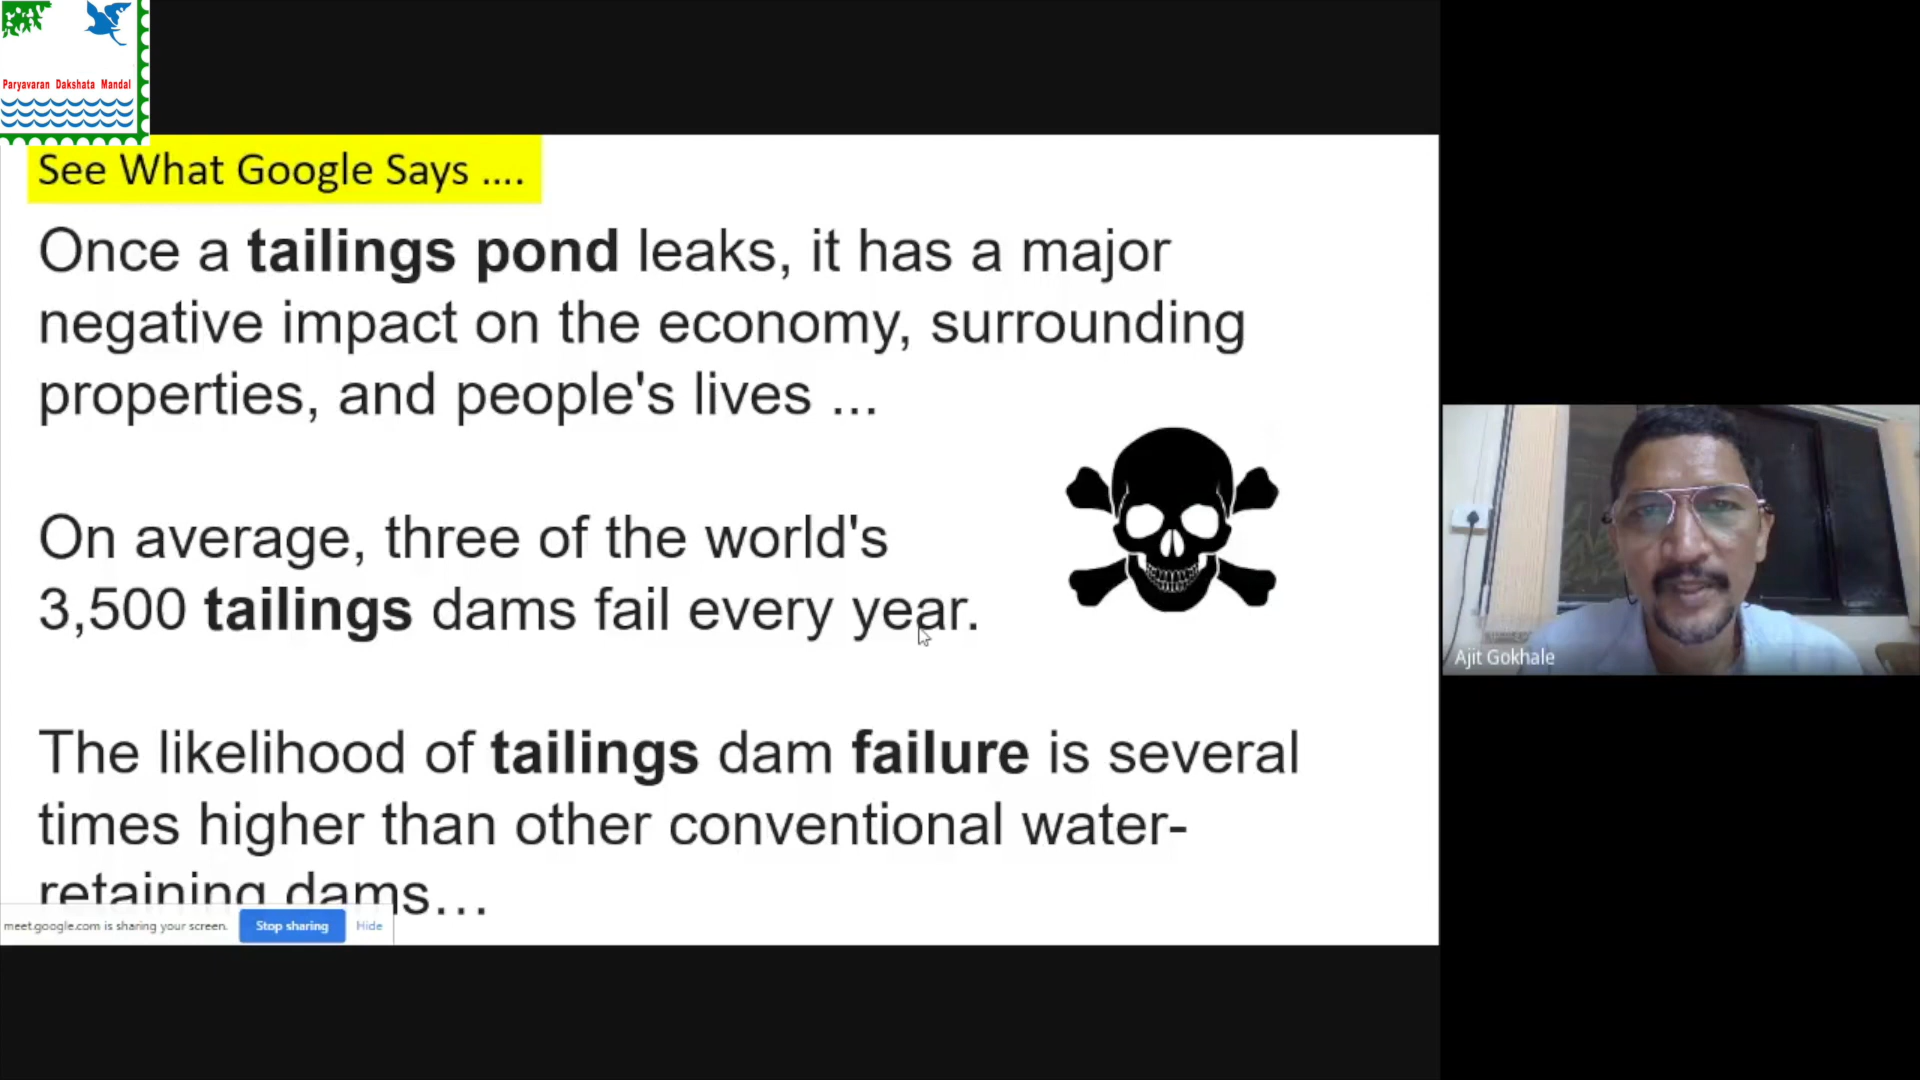 Paryavaran Dakshata Mandal
See What Google Says ....
Once a tailings pond leaks, it has a major
negative impact on the economy, surrounding
properties, and people's lives ...
On average, three of the world's
3,500 tailings dams fail every year.
The likelihood of tailings dam failure is several
times higher than other conventional water-
retaining dams...
meet.google.com is sharing your screen.
Stop sharing
Hide
Ajit Gokhale